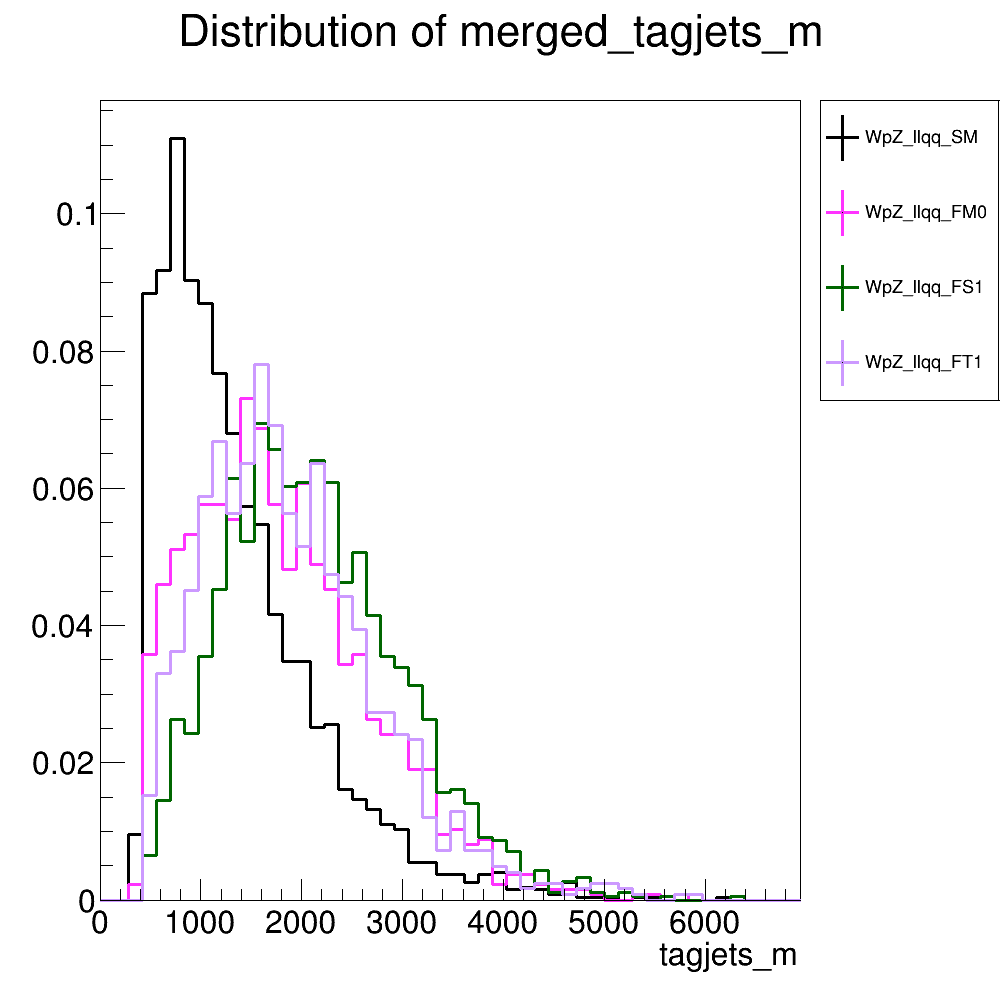 Distribution of merged_tagjets_m
WpZ_llqq_SM
WpZ_llqq_FM0
WpZ_llqq_FS1
WpZ_llqq_FT1
0.1
0.08
0.06
0.04
0.02
0
0 1000 2000 3000 4000 5000 6000
tagjets_m